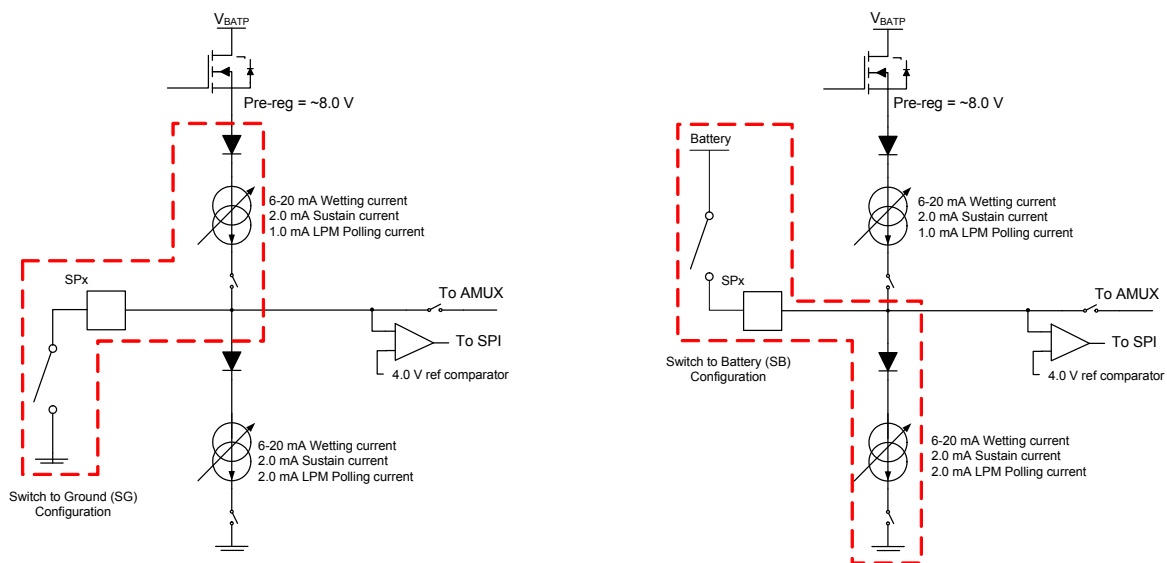 VBATP
Pre-reg = ~8.0 V
6-20 mA Wetting current
2.0 mA Sustain current
1.0 mA LPM Polling current
SPx
To AMUX
To SPI
4.0 V ref comparator
6-20 mA Wetting current
2.0 mA Sustain current
2.0 mA LPM Polling current
Switch to Ground (SG)
Configuration
VBATP
Pre-reg = ~8.0 V
Battery
6-20 mA Wetting current
2.0 mA Sustain current
1.0 mA LPM Polling current
SPx
To AMUX
To SPI
4.0 V ref comparator
Switch to Battery (SB)
Configuration
6-20 mA Wetting current
2.0 mA Sustain current
2.0 mA LPM Polling current